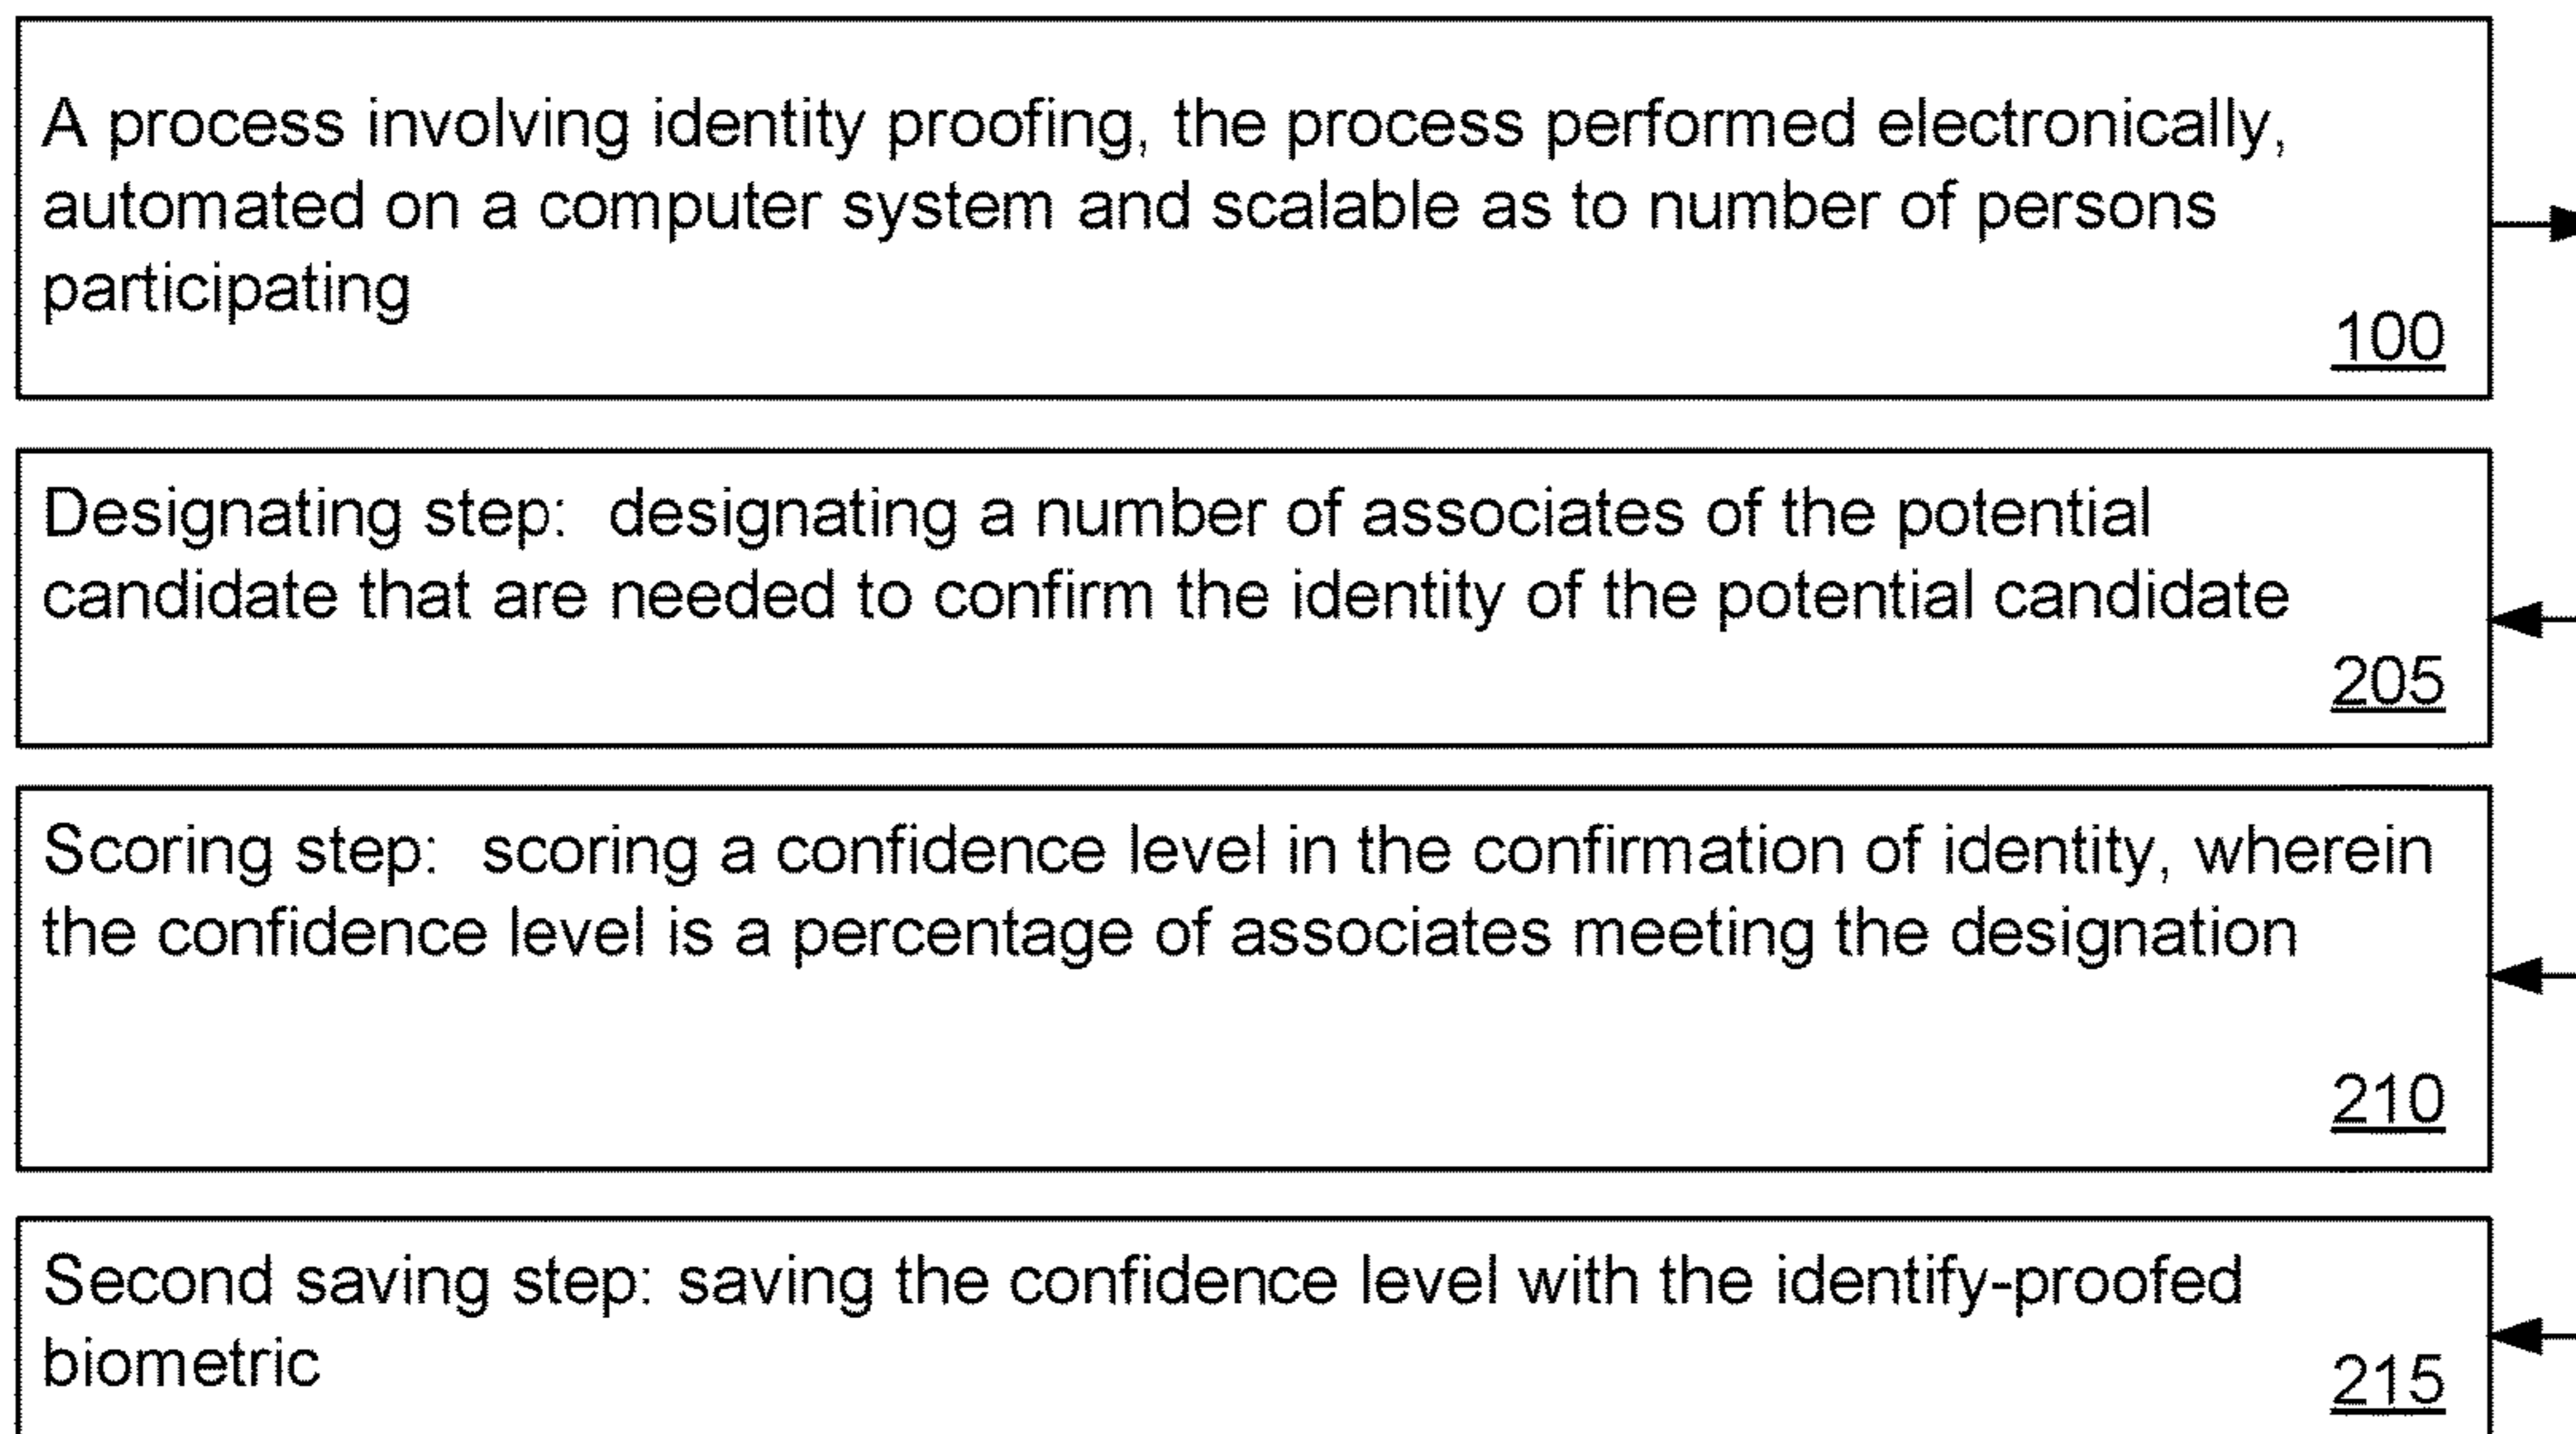 A process involving identity proofing, the process performed electronically,
automated on a computer system and scalable as to number of persons
participating
100
Designating step:  designating a number of associates of the potential
candidate that are needed to confirm the identity of the potential candidate
205
Scoring step:  scoring a confidence level in the confirmation of identity, wherein
the confidence level is a percentage of associates meeting the designation
210
Second saving step: saving the confidence level with the identify-proofed
biometric
215